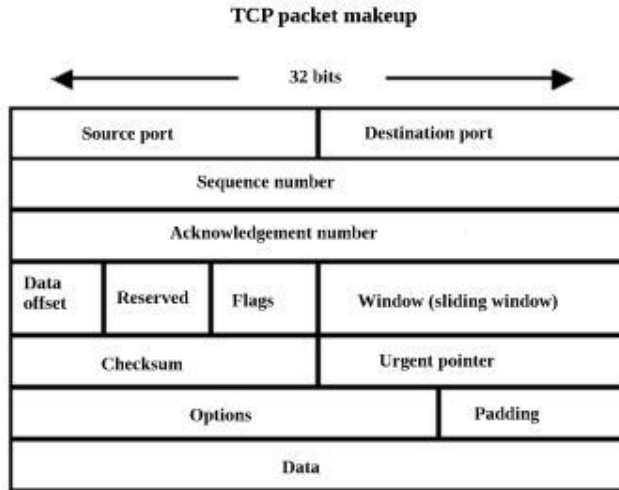 TCP packet makeup
32 bits
Source port
Destination port
Sequence number
Acknowledgement number
Data
offset
Reserved
Flags
Window (sliding window)
Checksum
Urgent pointer
Options
Padding
Data